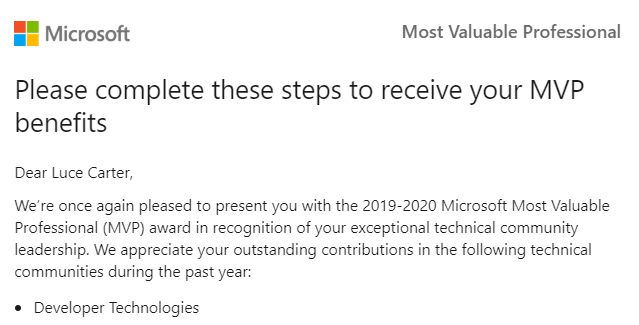 Microsoft Most Valuable Professional
Please complete these steps to receive your MVP
benefits
Dear Luce Carter,
We’re once again pleased to present you with the 2019-2020 Microsoft Most Valuable
Professional (MVP) award in recognition of your exceptional technical community
leadership. We appreciate your outstanding contributions in the following technical
communities during the past year:
• Developer Technologies